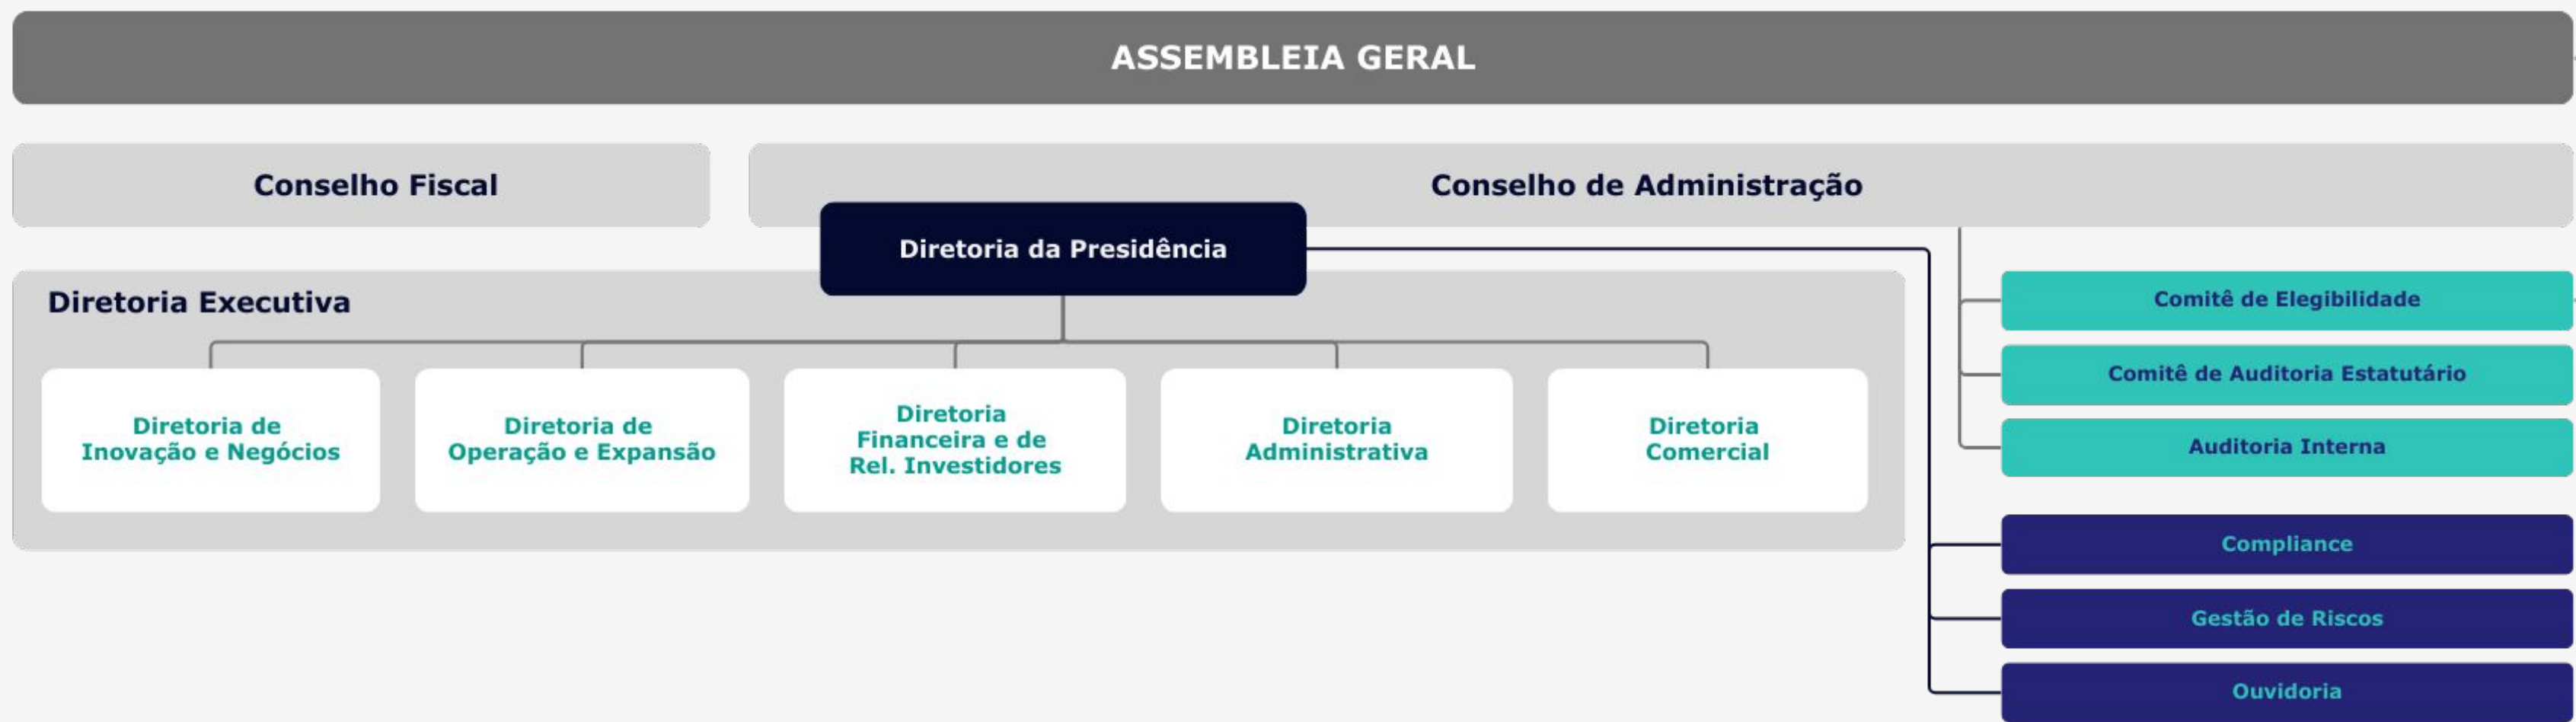 ASSEMBLEIA GERAL
Conselho Fiscal
Conselho de Administração
Diretoria da Presidência
Diretoria Executiva
Diretoria de
Inovação e Negócios
Diretoria de
Operação e Expansão
Diretoria
Financeira e de
Rel. Investidores
Diretoria
Administrativa
Diretoria
Comercial
Comitê de Elegibilidade
Comitê de Auditoria Estatutário
Auditoria Interna
Compliance
Gestão de Riscos
Ouvidoria